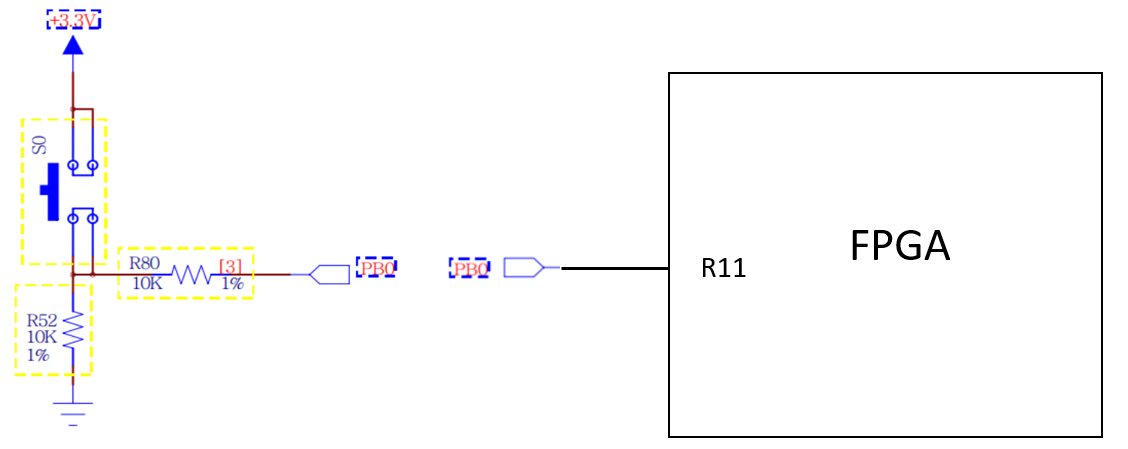 +3.3V
S0
R80
[3]
10K
1%
PB0
PB0
R11
FPGA
R52
10K
1%